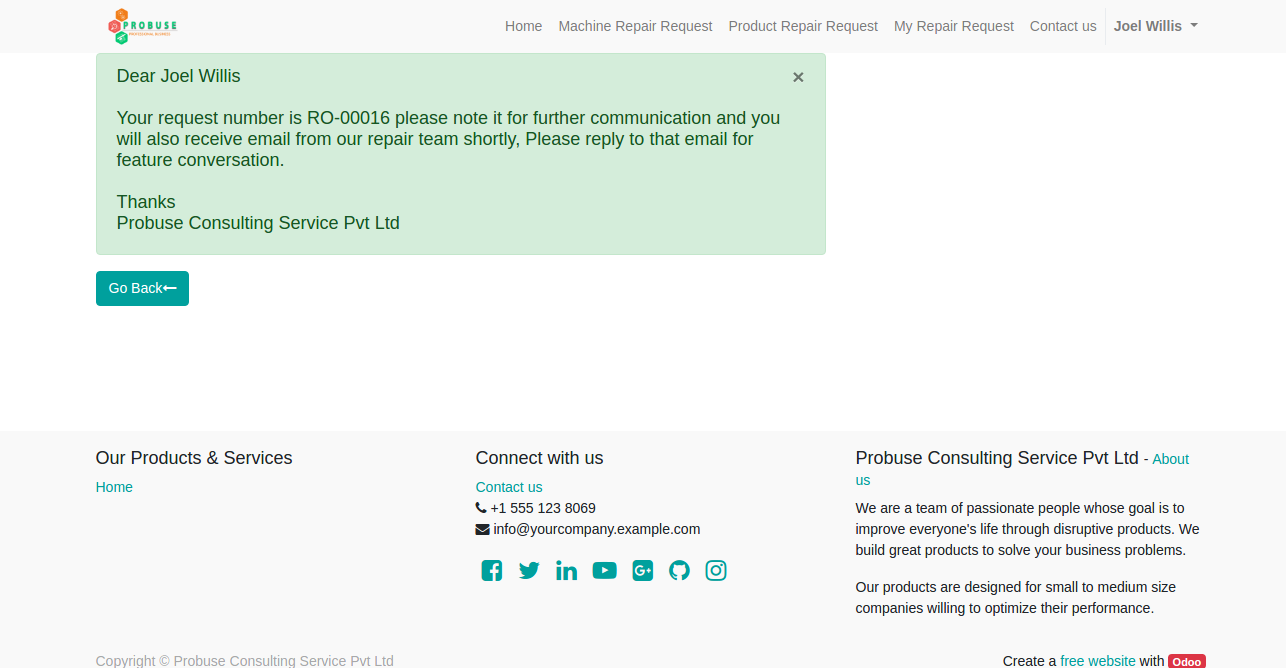 PROBUSE
Home Machine Repair Request Product Repair Request My Repair Request Contact us Joel Willis
Dear Joel Willis ×
Your request number is RO-00016 please note it for further communication and you
will also receive email from our repair team shortly, Please reply to that email for
feature conversation.
Thanks
Probuse Consulting Service Pvt Ltd
Go Back
Our Products & Services
Home
Connect with us
Contact us
+1 555 123 8069
info@yourcompany.example.com
Probuse Consulting Service Pvt Ltd - About
us
We are a team of passionate people whose goal is to
improve everyone's life through disruptive products. We
build great products to solve your business problems.
Our products are designed for small to medium size
companies willing to optimize their performance.
Copyright © Probuse Consulting Service Pvt Ltd
Create a free website with Odoo